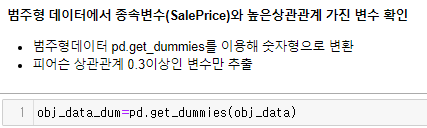 범주형 데이터에서 종속변수(SalePrice)와 높은상관관계 가진 변수 확인
• 범주형데이터 pd.get_dummies를 이용해 숫자형으로 변환
• 피어슨 상관관계 0.3이상인 변수만 추출
1 obj_data_dum=pd.get_dummies(obj_data)